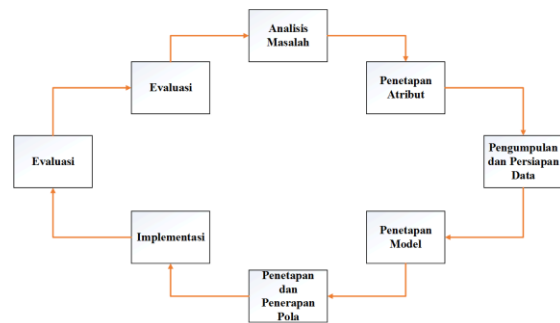 Analisis
Masalah
Evaluasi
Penetapan
Atribut
Evaluasi
Pengumpulan
dan Persiapan
Data
Implementasi
Penetapan
Model
Penetapan
dan
Penerapan
Pola